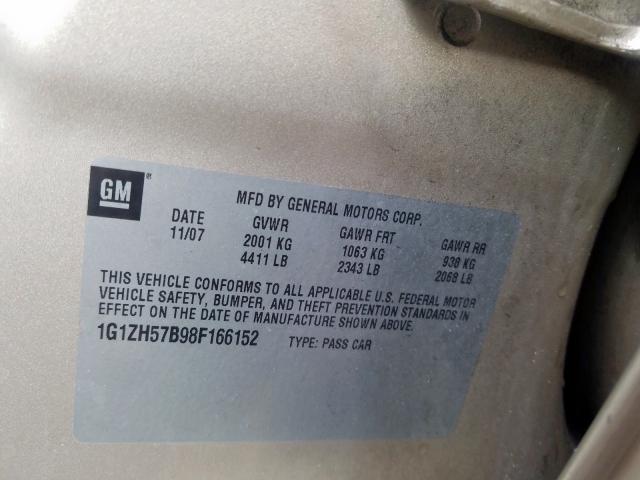 GM ®
MFD BY GENERAL MOTORS CORP.
DATE GVWR GAWR FRT GAWR RR
11/07 2001 KG 1063 KG 938 KG
4411 LB 2343 LB 2068 LB
THIS VEHICLE CONFORMS TO ALL APPLICABLE U.S. FEDERAL MOTOR
VEHICLE SAFETY, BUMPER, AND THEFT PREVENTION STANDARDS IN
EFFECT ON THE DATE OF MANUFACTURE SHOWN ABOVE.
1G1ZH57B98F166152 TYPE: PASS CAR